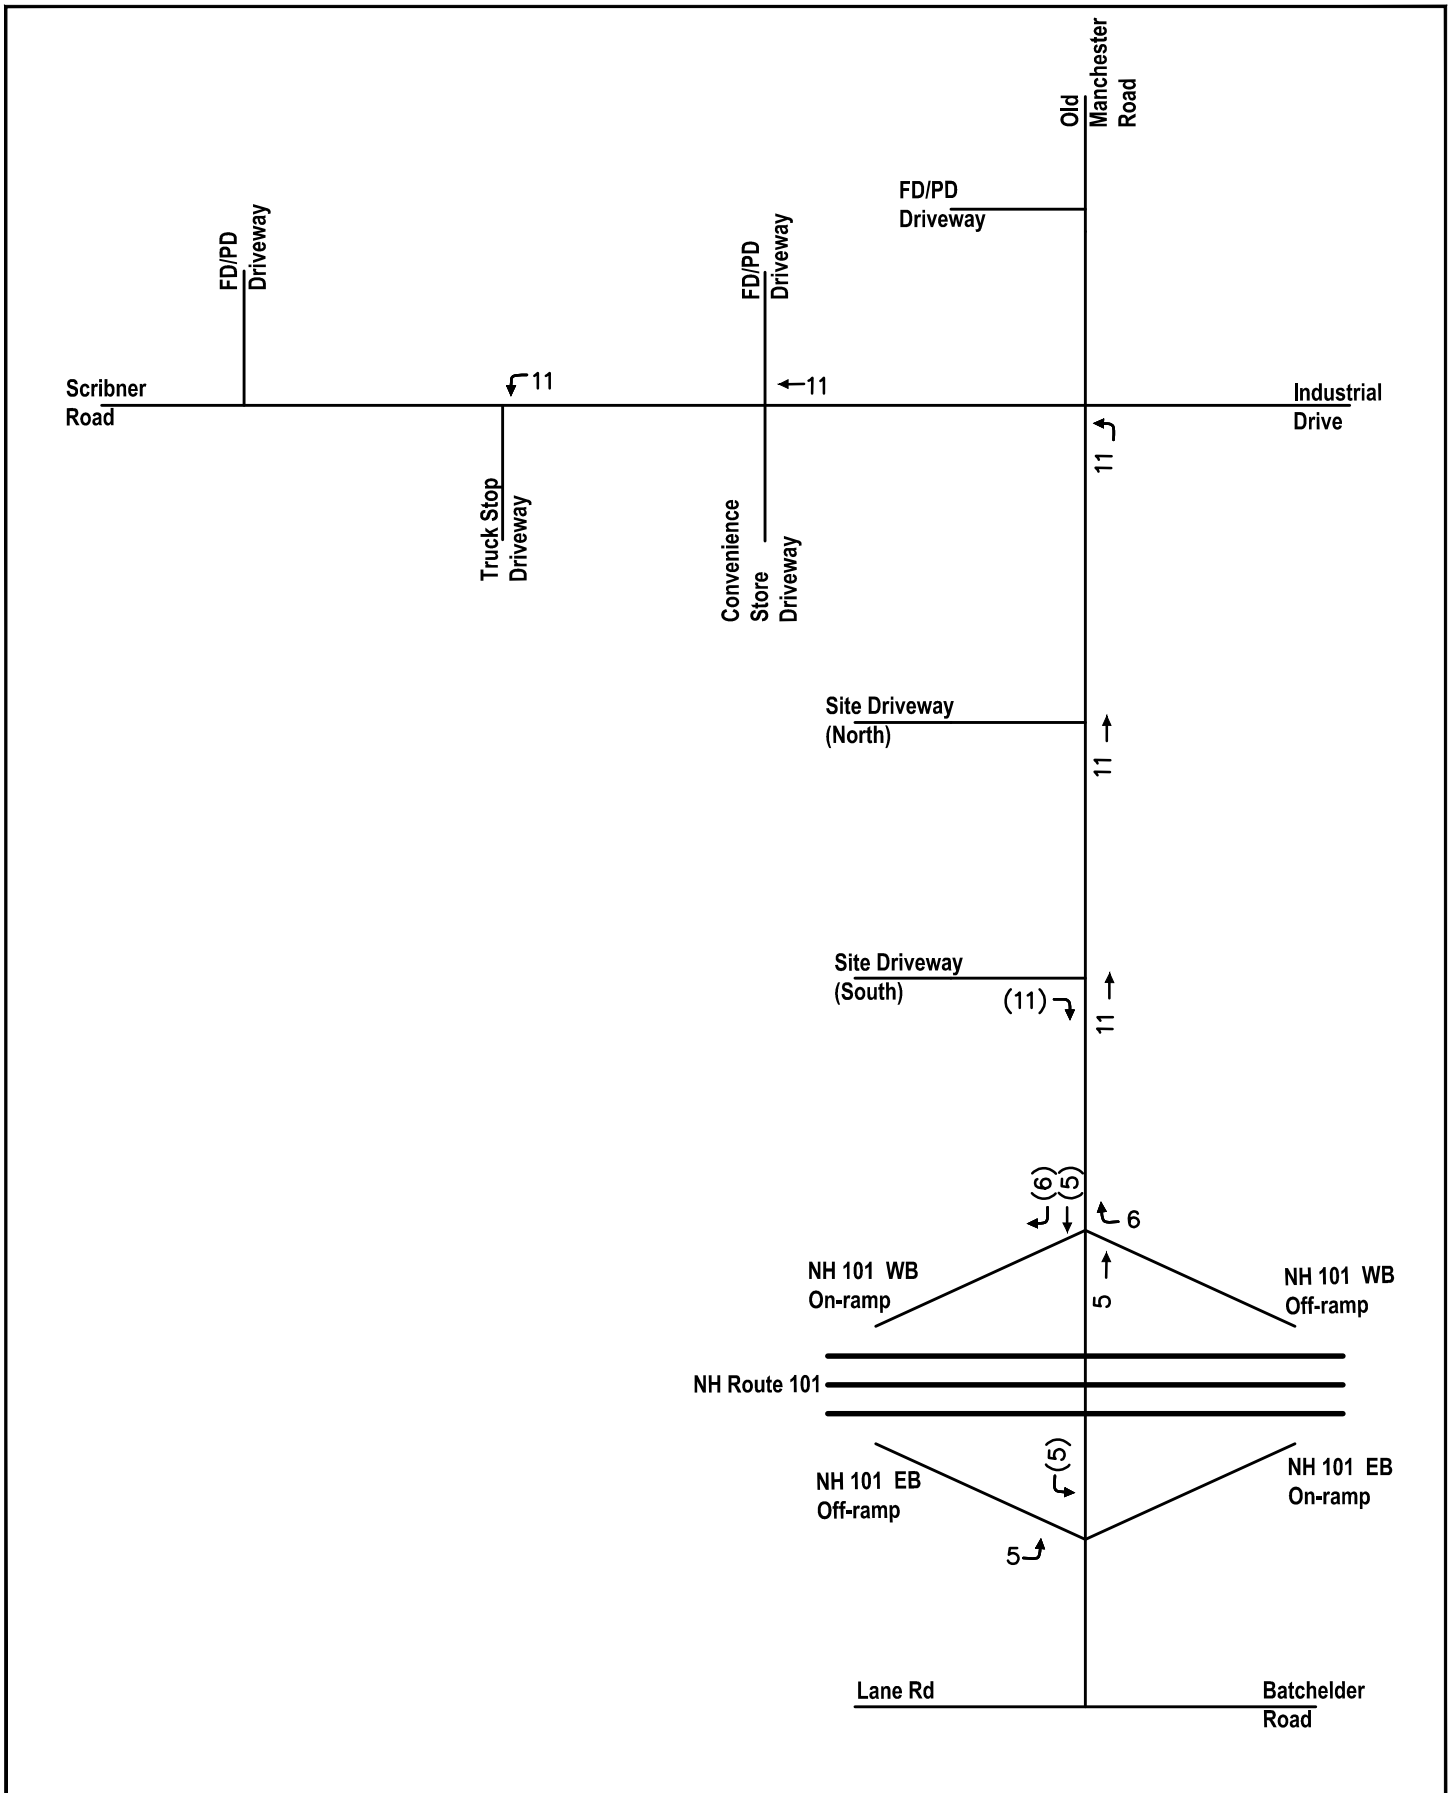 Old
Manchester
Road
FD/PD
Driveway
FD/PD
Driveway
FD/PD
Driveway
Scribner
Road
11
11
Industrial
Drive
11
Truck Stop
Driveway
Convenience
Store
Driveway
Site Driveway
(North)
11
Site Driveway
(South)
(11)
11
(6)
(5)
6
NH 101 WB
On-ramp
5
NH 101 WB
Off-ramp
NH Route 101
(5)
NH 101 EB
Off-ramp
NH 101 EB
On-ramp
5
Lane Rd
Batchelder
Road